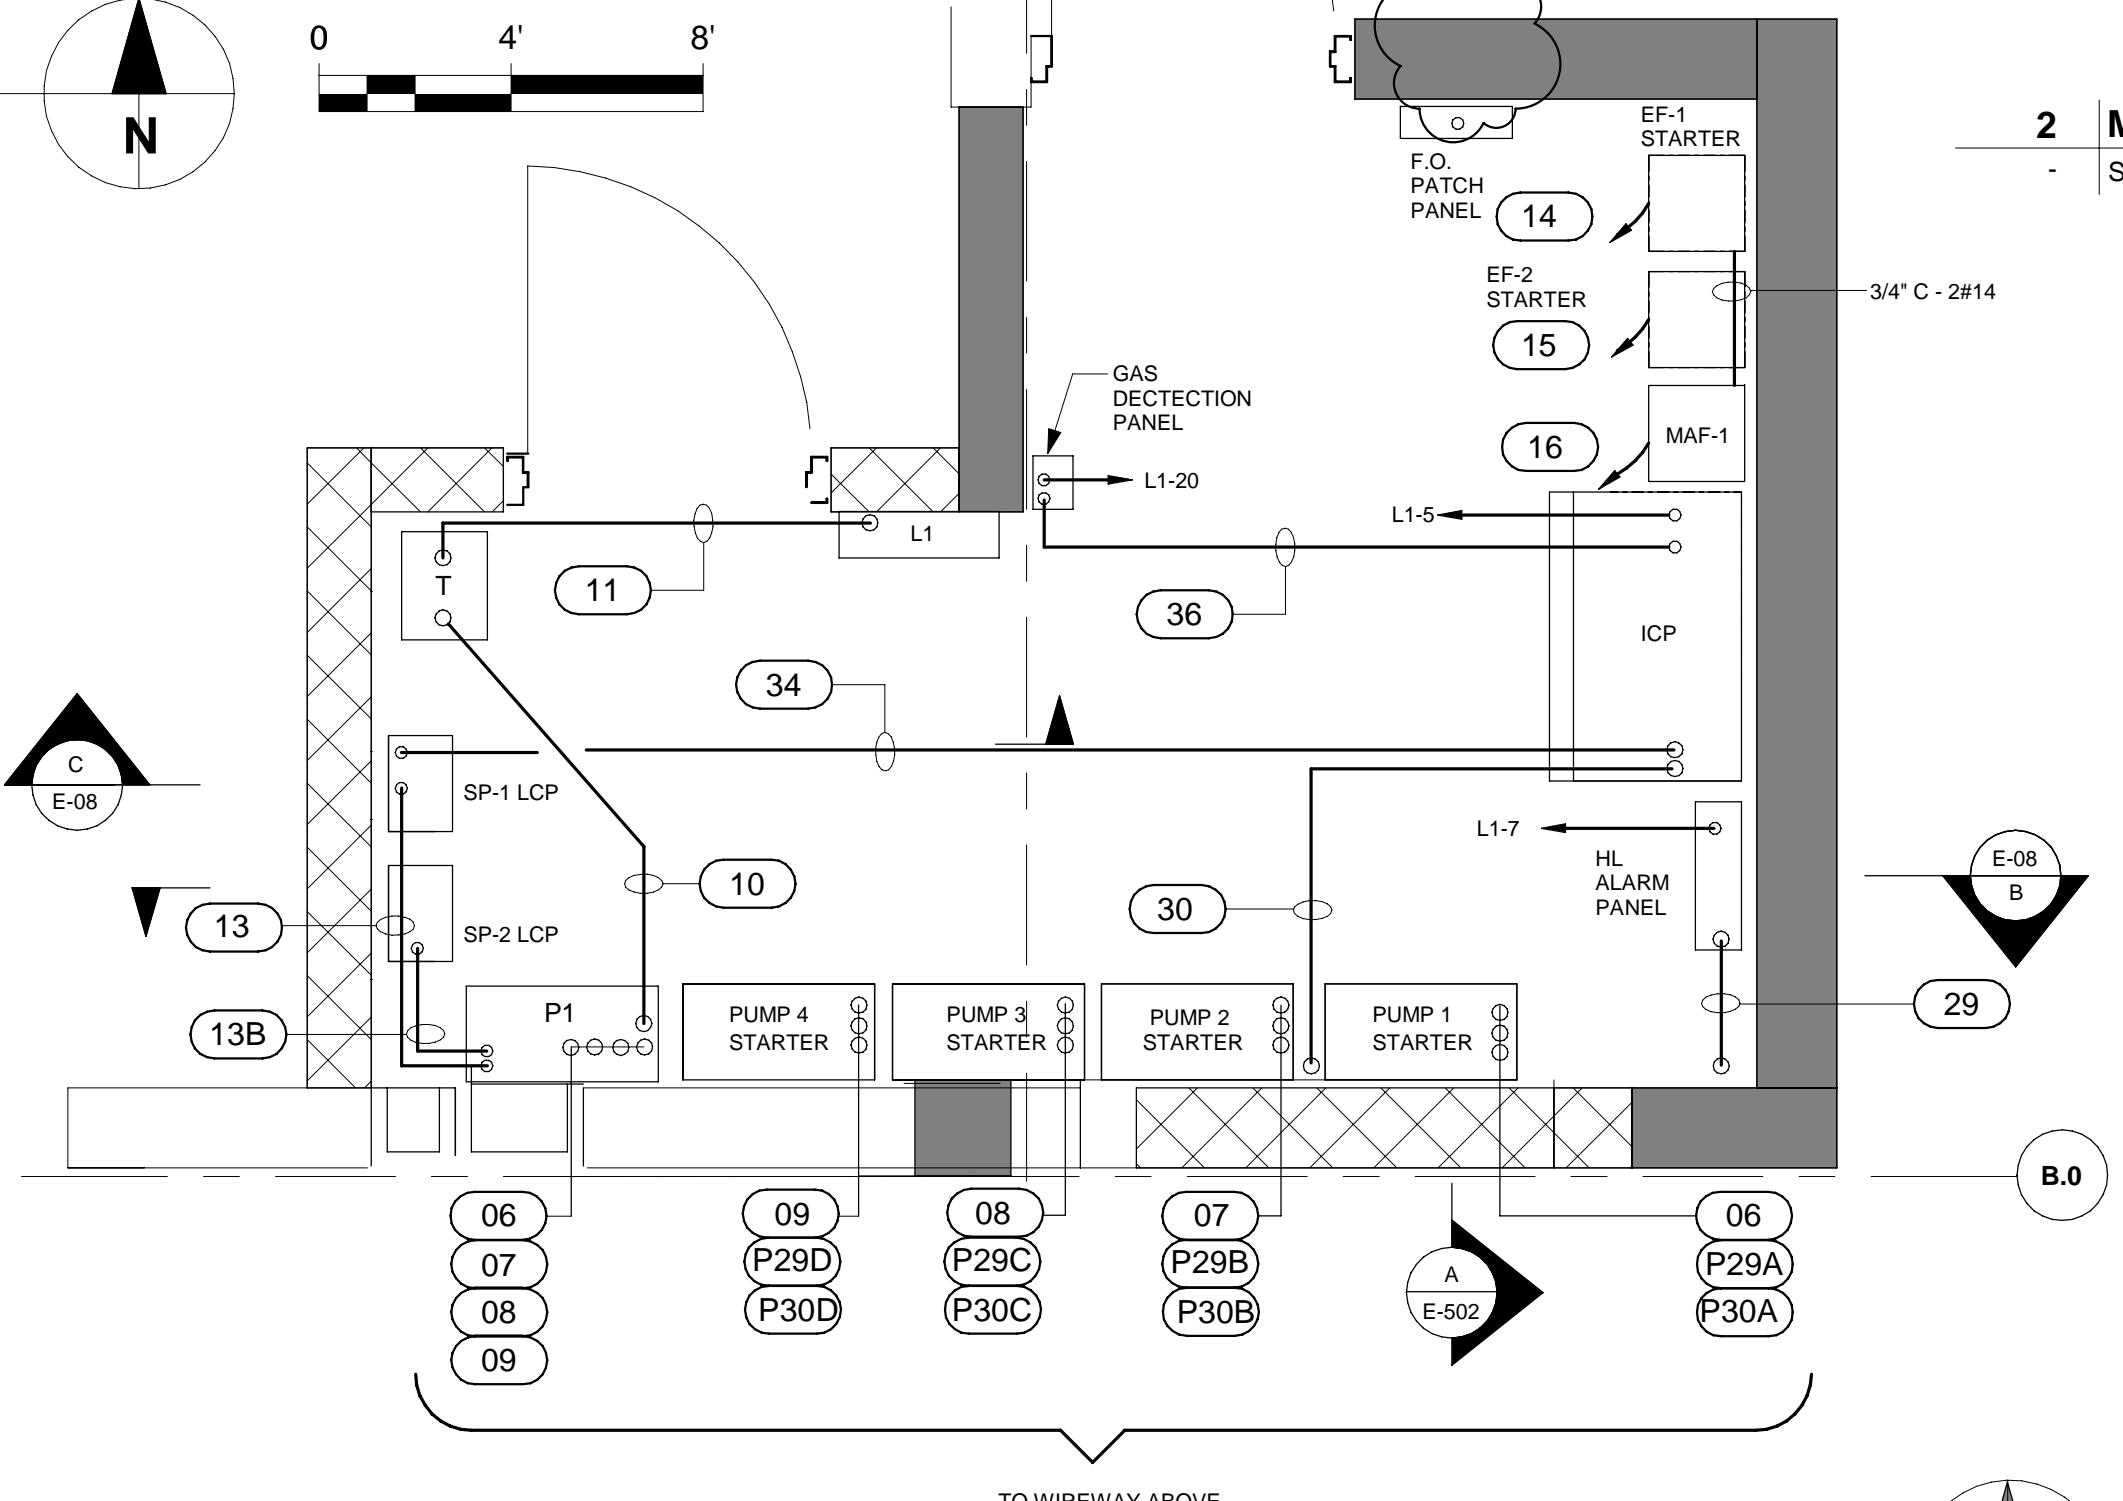 0 4' 8'
N
2 M
- S
EF-1
STARTER
F.O.
PATCH
PANEL
14
EF-2
STARTER
15
3/4" C - 2#14
GAS
DECTECTION
PANEL
16
MAF-1
L1-20
L1-5
L1
T
11
36
ICP
34
C
E-08
SP-1 LCP
L1-7
HL
ALARM
PANEL
E-08
B
10
30
13
SP-2 LCP
29
13B
P1
PUMP 4
STARTER
PUMP 3
STARTER
PUMP 2
STARTER
PUMP 1
STARTER
B.0
06
07
08
09
09
P29D
P30D
08
P29C
P30C
07
P29B
P30B
A
E-502
06
P29A
P30A
TO WIREWAY ABOVE